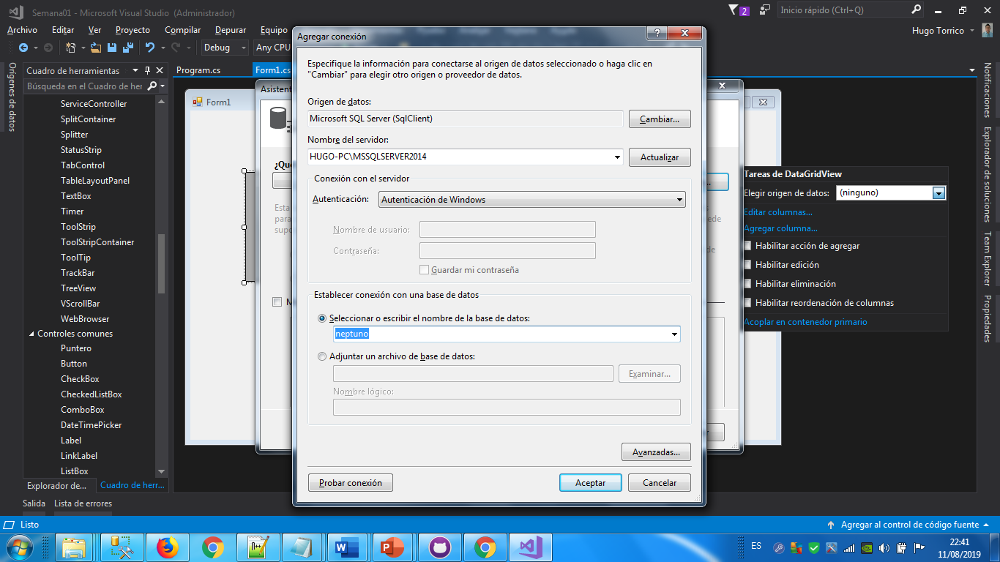 Semana01 - Microsoft Visual Studio (Administrador)
2
Inicio rápido (Ctrl+Q)
Archivo Editar Ver Proyecto Compilar Depurar Equipo
Hugo Torrico
Debug Any CPU
Orígenes de datos
Cuadro de herramientas
Búsqueda en el Cuadro de her
ServiceController
SplitContainer
Splitter
StatusStrip
TabControl
TableLayoutPanel
TextBox
Timer
ToolStrip
ToolStripContainer
ToolTip
TrackBar
TreeView
VScrollBar
WebBrowser
Controles comunes
Puntero
Button
CheckBox
CheckedListBox
ComboBox
DateTimePicker
Label
LinkLabel
ListBox
Explorador de... Cuadro de herr...
Salida Lista de errores
Program.cs Form1.cs
Form1
Agregar conexión
Especifique la información para conectarse al origen de datos seleccionado o haga clic en
"Cambiar" para elegir otro origen o proveedor de datos.
Origen de datos:
Microsoft SQL Server (SqlClient) Cambiar...
Nombre del servidor:
HUGO-PC\MSSQLSERVER2014 Actualizar
Conexión con el servidor
Autenticación: Autenticación de Windows
Nombre de usuario:
Contraseña:
Guardar mi contraseña
Establecer conexión con una base de datos
Seleccionar o escribir el nombre de la base de datos:
neptuno
Adjuntar un archivo de base de datos:
Examinar...
Nombre lógico:
Avanzadas...
Probar conexión Aceptar Cancelar
Tareas de DataGridView
Elegir origen de datos: (ninguno)
Editar columnas...
Agregar columna...
Habilitar acción de agregar
Habilitar edición
Habilitar eliminación
Habilitar reordenación de columnas
Acoplar en contenedor primario
Notificaciones
Explorador de soluciones
Team Explorer
Propiedades
Listo
Agregar al control de código fuente
ES
22:41
11/08/2019